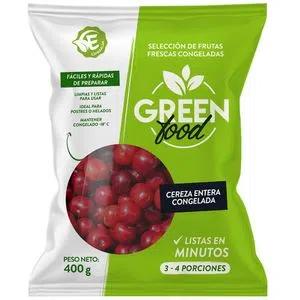 SELECCIÓN DE FRUTAS
FRESCAS CONGELADAS
FÁCILES Y RÁPIDAS
DE PREPARAR
LIMPIAS Y LISTAS
PARA USAR
IDEAL PARA
POSTRES O HELADOS
MANTENER
CONGELADO -18°C
GREEN
food
CEREZA ENTERA
CONGELADA
LISTAS EN
MINUTOS
3 - 4 PORCIONES
PESO NETO:
400 g